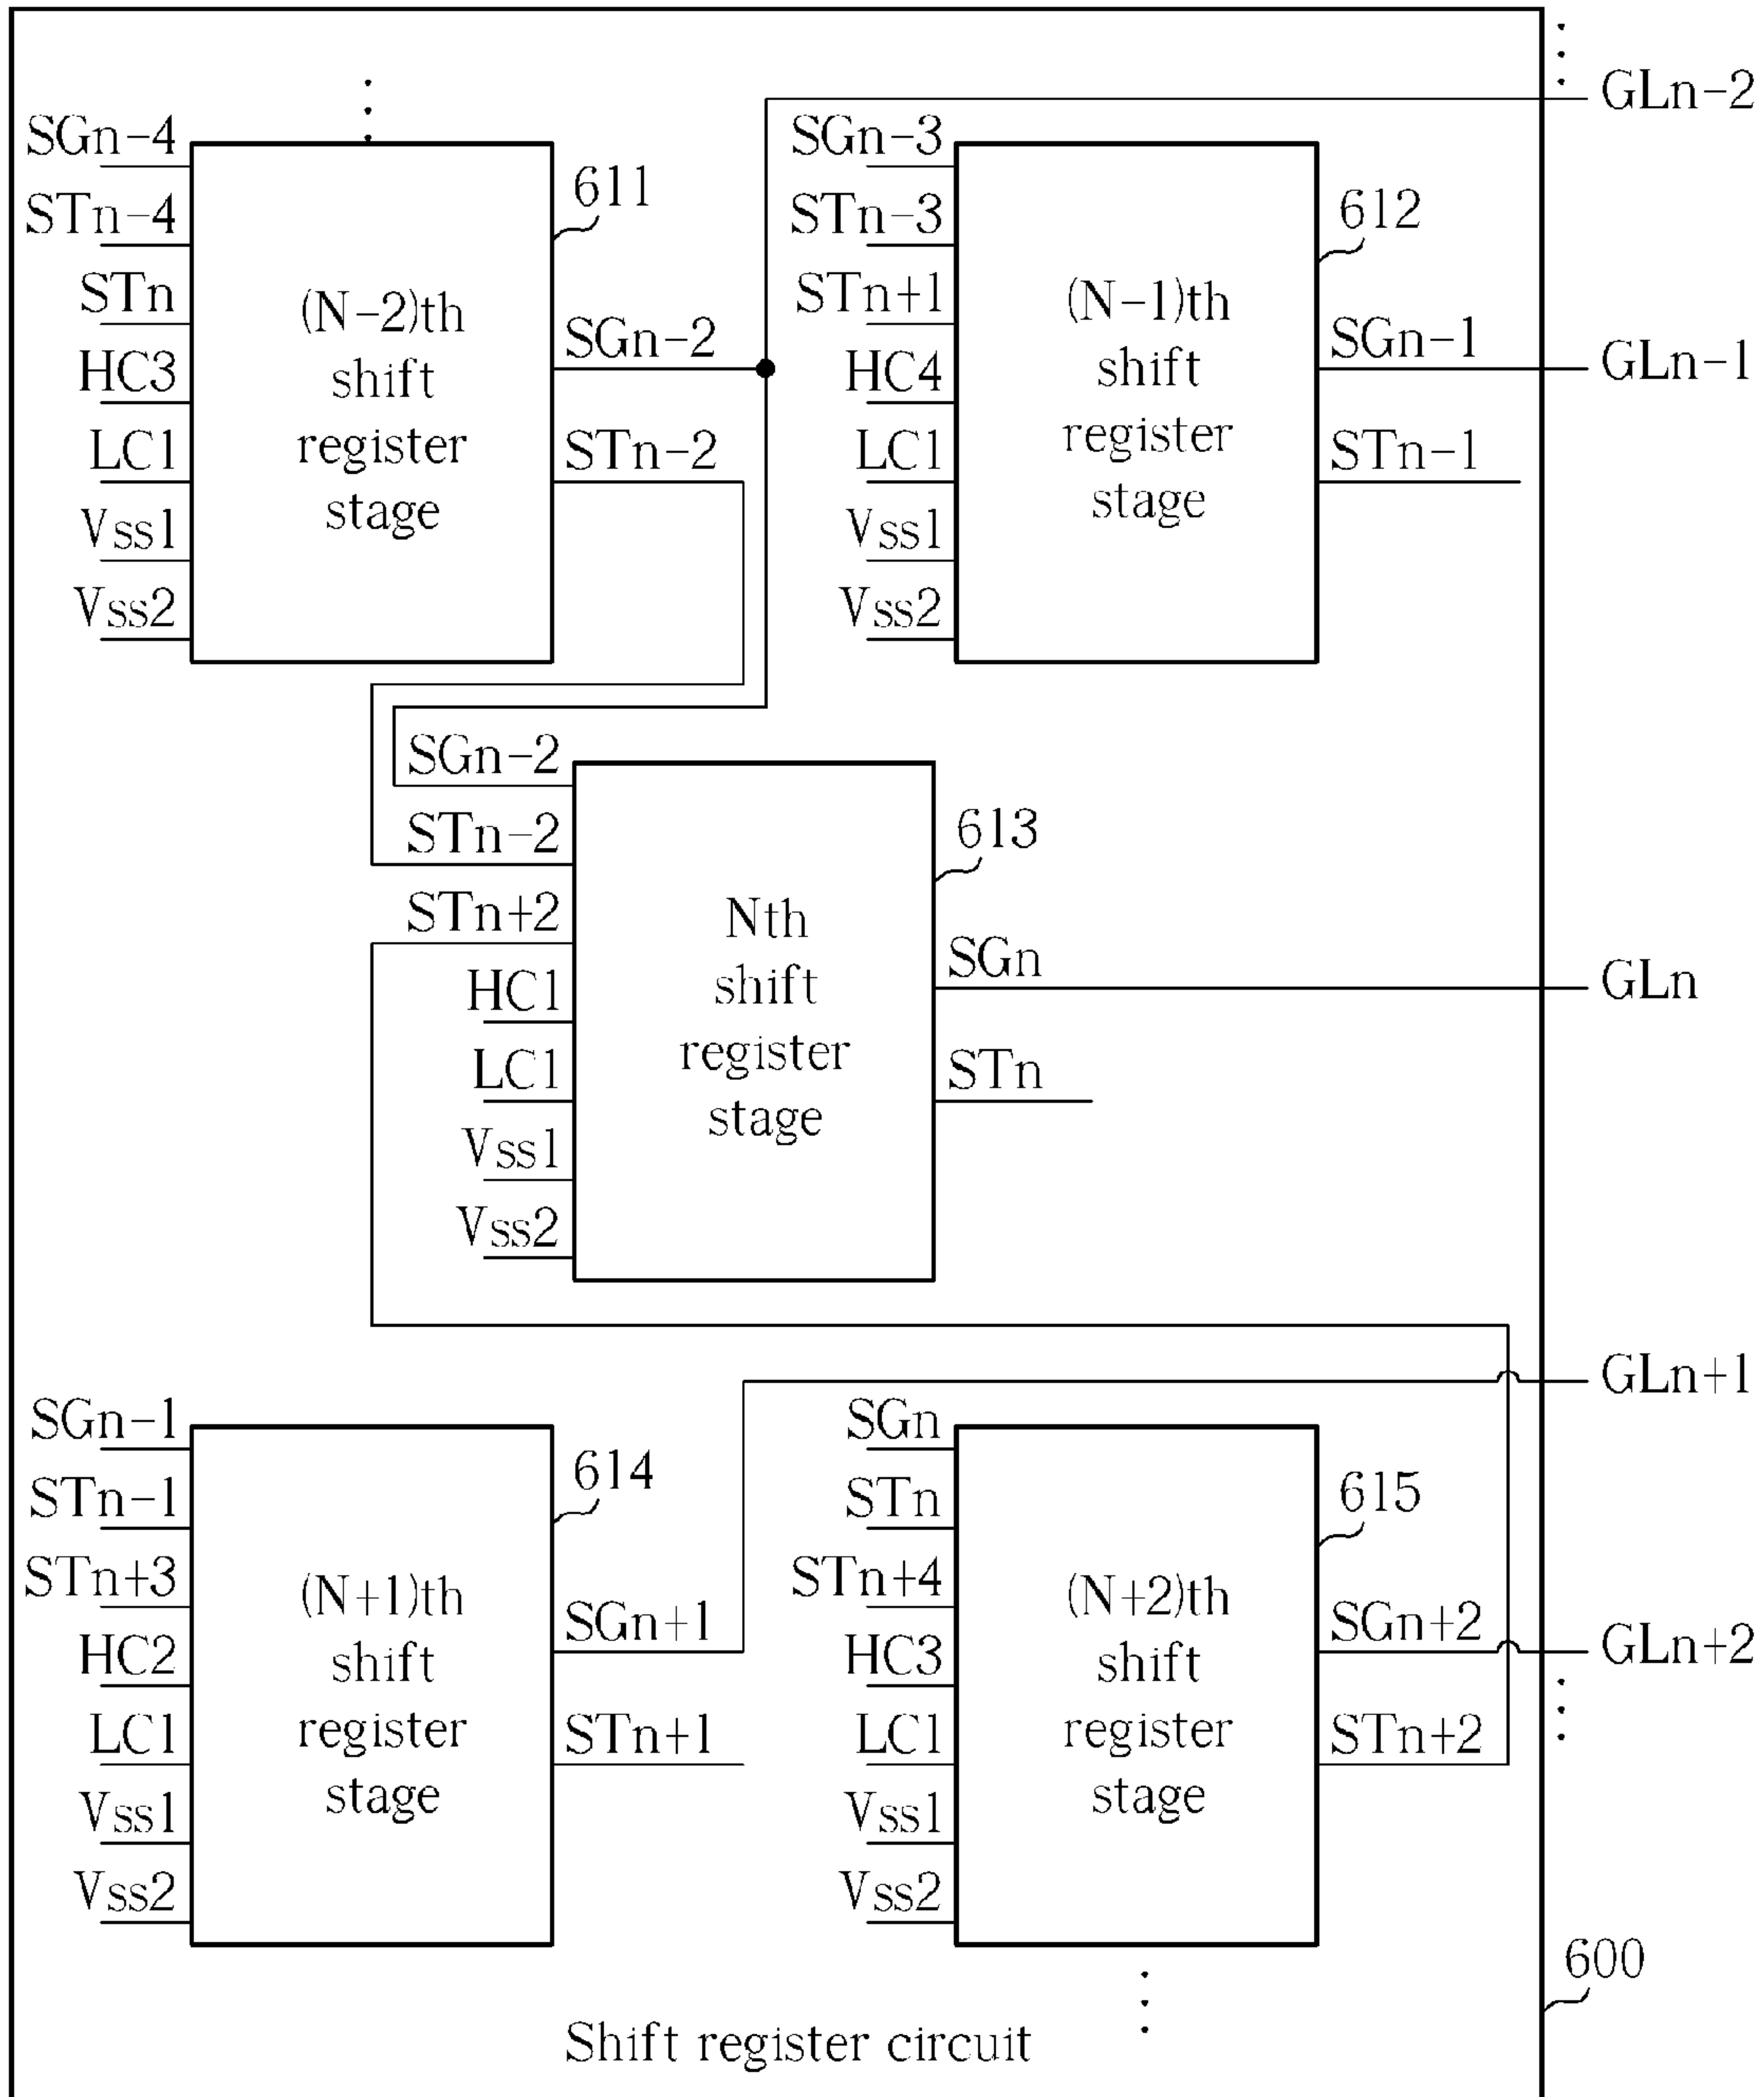 GLn-2
SGn-4
STn-4
STn
HC3
LC1
Vss1
Vss2
611
(N-2)th
shift
register
stage
SGn-2
STn-2
SGn-3
STn-3
STn+1
HC4
LC1
Vss1
Vss2
612
(N-1)th
shift
register
stage
SGn-1
STn-1
GLn-1
SGn-2
STn-2
STn+2
HC1
LC1
Vss1
Vss2
613
Nth
shift
register
stage
SGn
STn
GLn
GLn+1
SGn-1
STn-1
STn+3
HC2
LC1
Vss1
Vss2
614
(N+1)th
shift
register
stage
SGn+1
STn+1
SGn
STn
STn+4
HC3
LC1
Vss1
Vss2
615
(N+2)th
shift
register
stage
SGn+2
STn+2
GLn+2
600
Shift register circuit